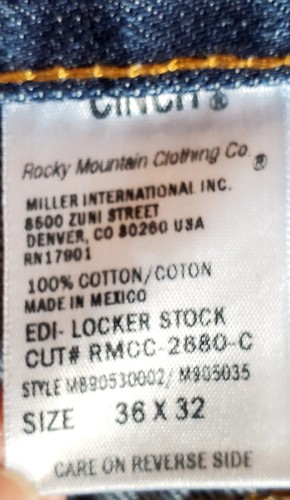 CINCH®
Rocky Mountain Clothing Co.®
MILLER INTERNATIONAL INC.
8500 ZUNI STREET
DENVER, CO 80260 USA
RN17901
100% COTTON/COTON
MADE IN MEXICO
EDI- LOCKER STOCK
CUT# RMCC-2680-C
STYLE MB90530002/ M905035
SIZE 36 X 32
CARE ON REVERSE SIDE